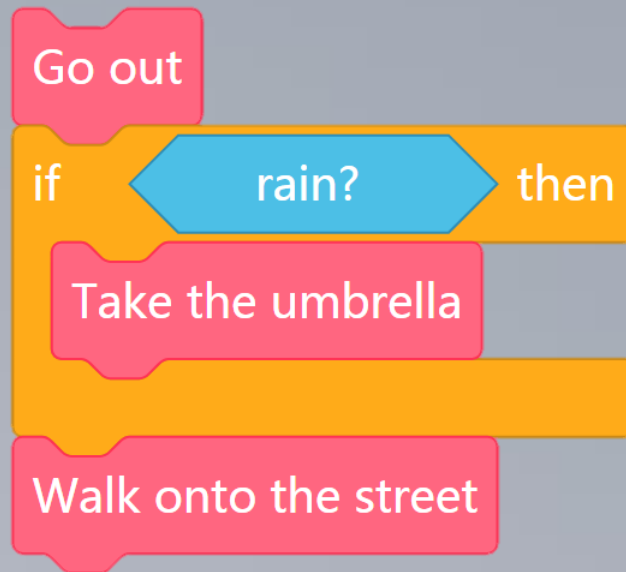 Go out
if rain? then
Take the umbrella
Walk onto the street